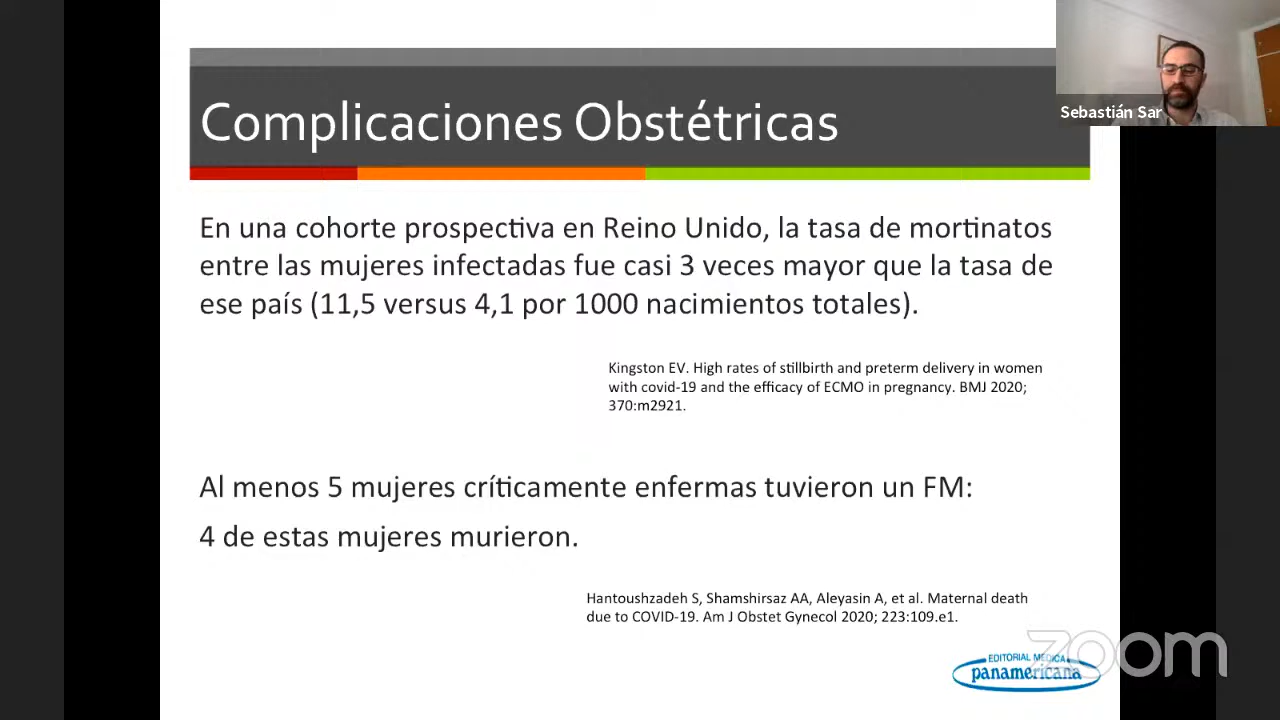 Complicaciones Obstétricas
Sebastián Sar
En una cohorte prospectiva en Reino Unido, la tasa de mortinatos
entre las mujeres infectadas fue casi 3 veces mayor que la tasa de
ese país (11,5 versus 4,1 por 1000 nacimientos totales).
Kingston EV. High rates of stillbirth and preterm delivery in women
with covid-19 and the efficacy of ECMO in pregnancy. BMJ 2020;
370:m2921.
Al menos 5 mujeres críticamente enfermas tuvieron un FM:
4 de estas mujeres murieron.
Hantoushzadeh S, Shamshirsaz AA, Aleyasin A, et al. Maternal death
due to COVID-19. Am J Obstet Gynecol 2020; 223:109.e1.
EDITORIAL MEDICA
panamericana
zoom